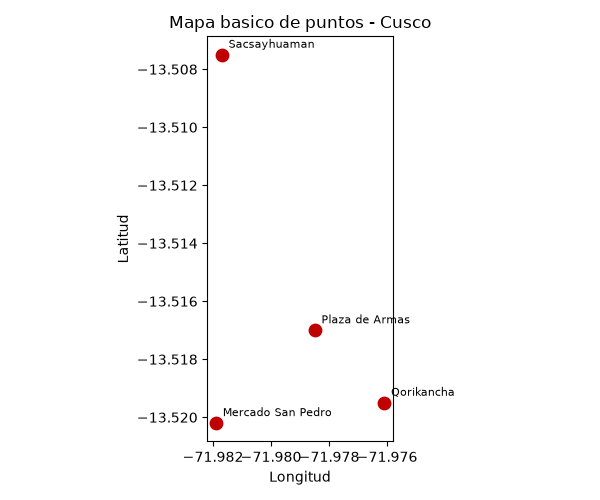 Mapa basico de puntos - Cusco
Sacsayhuaman
−13.508
−13.510
−13.512
−13.514
−13.516
−13.518
−13.520
Latitud
Plaza de Armas
Qorikancha
Mercado San Pedro
−71.982
−71.980
−71.978
−71.976
Longitud